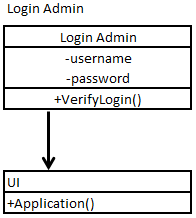 Login Admin
Login Admin
-username
-password
+VerifyLogin()
UI
+Application()